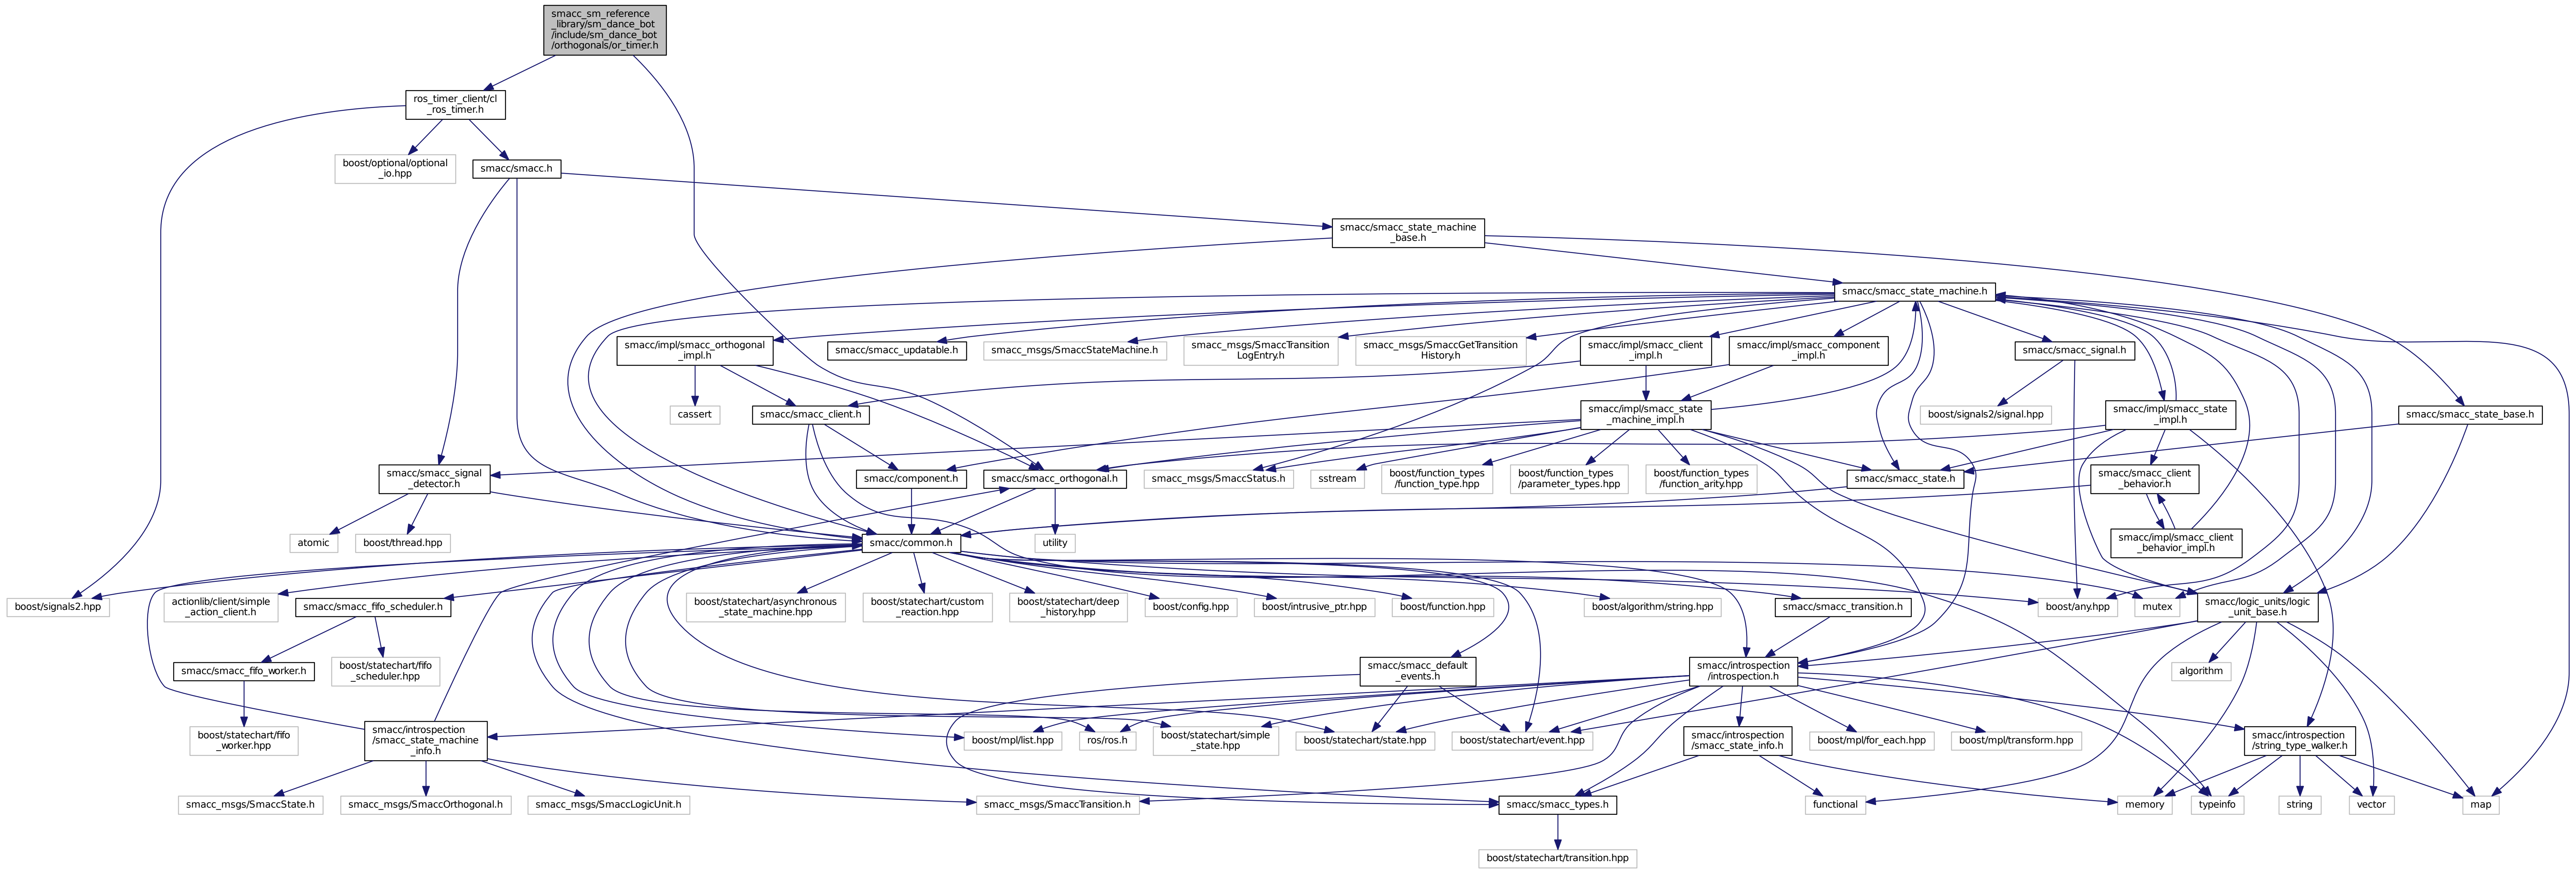 smacc_sm_reference
_library/sm_dance_bot
/include/sm_dance_bot
/orthogonals/or_timer.h
ros_timer_client/cl
_ros_timer.h
boost/optional/optional
_io.hpp
smacc/smacc.h
smacc/smacc_state_machine
_base.h
smacc/smacc_state_machine.h
smacc/impl/smacc_orthogonal
_impl.h
smacc/smacc_updatable.h
smacc_msgs/SmaccStateMachine.h
smacc_msgs/SmaccTransition
LogEntry.h
smacc_msgs/SmaccGetTransition
History.h
smacc/impl/smacc_client
_impl.h
smacc/impl/smacc_component
_impl.h
smacc/smacc_signal.h
cassert
smacc/smacc_client.h
smacc/impl/smacc_state
_machine_impl.h
boost/signals2/signal.hpp
smacc/impl/smacc_state
_impl.h
smacc/smacc_state_base.h
smacc/smacc_signal
_detector.h
smacc/component.h
smacc/smacc_orthogonal.h
smacc_msgs/SmaccStatus.h
sstream
boost/function_types
/function_type.hpp
boost/function_types
/parameter_types.hpp
boost/function_types
/function_arity.hpp
smacc/smacc_state.h
smacc/smacc_client
_behavior.h
atomic
boost/thread.hpp
smacc/common.h
utility
smacc/impl/smacc_client
_behavior_impl.h
boost/signals2.hpp
actionlib/client/simple
_action_client.h
smacc/smacc_fifo_scheduler.h
boost/statechart/asynchronous
_state_machine.hpp
boost/statechart/custom
_reaction.hpp
boost/statechart/deep
_history.hpp
boost/config.hpp
boost/intrusive_ptr.hpp
boost/function.hpp
boost/algorithm/string.hpp
smacc/smacc_transition.h
boost/any.hpp
mutex
smacc/logic_units/logic
_unit_base.h
smacc/smacc_fifo_worker.h
boost/statechart/fifo
_scheduler.hpp
smacc/smacc_default
_events.h
smacc/introspection
/introspection.h
algorithm
boost/statechart/fifo
_worker.hpp
smacc/introspection
/smacc_state_machine
_info.h
boost/mpl/list.hpp
ros/ros.h
boost/statechart/simple
_state.hpp
boost/statechart/state.hpp
boost/statechart/event.hpp
smacc/introspection
/smacc_state_info.h
boost/mpl/for_each.hpp
boost/mpl/transform.hpp
smacc/introspection
/string_type_walker.h
smacc_msgs/SmaccState.h
smacc_msgs/SmaccOrthogonal.h
smacc_msgs/SmaccLogicUnit.h
smacc_msgs/SmaccTransition.h
smacc/smacc_types.h
functional
memory
typeinfo
string
vector
map
boost/statechart/transition.hpp